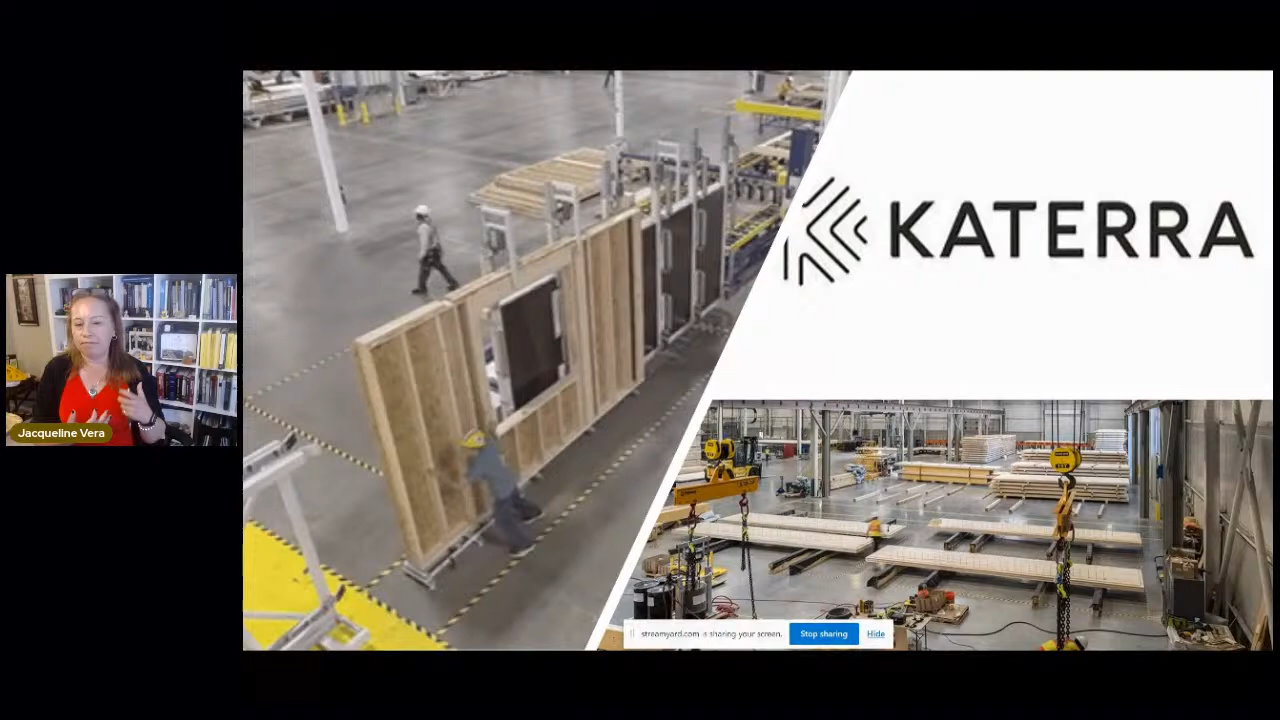 KATERRA
Jacqueline Vera
streamyard.com is sharing your screen.
Stop sharing
Hide